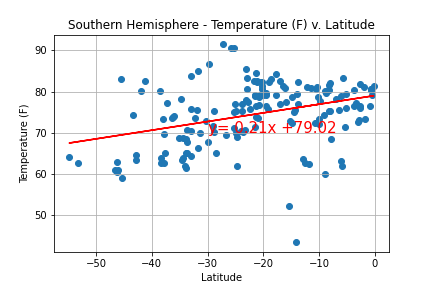 Southern Hemisphere - Temperature (F) v. Latitude
Temperature (F)
90
80
70
60
50
y= 0.21x +79.02
−50
−40
−30
−20
−10
0
Latitude